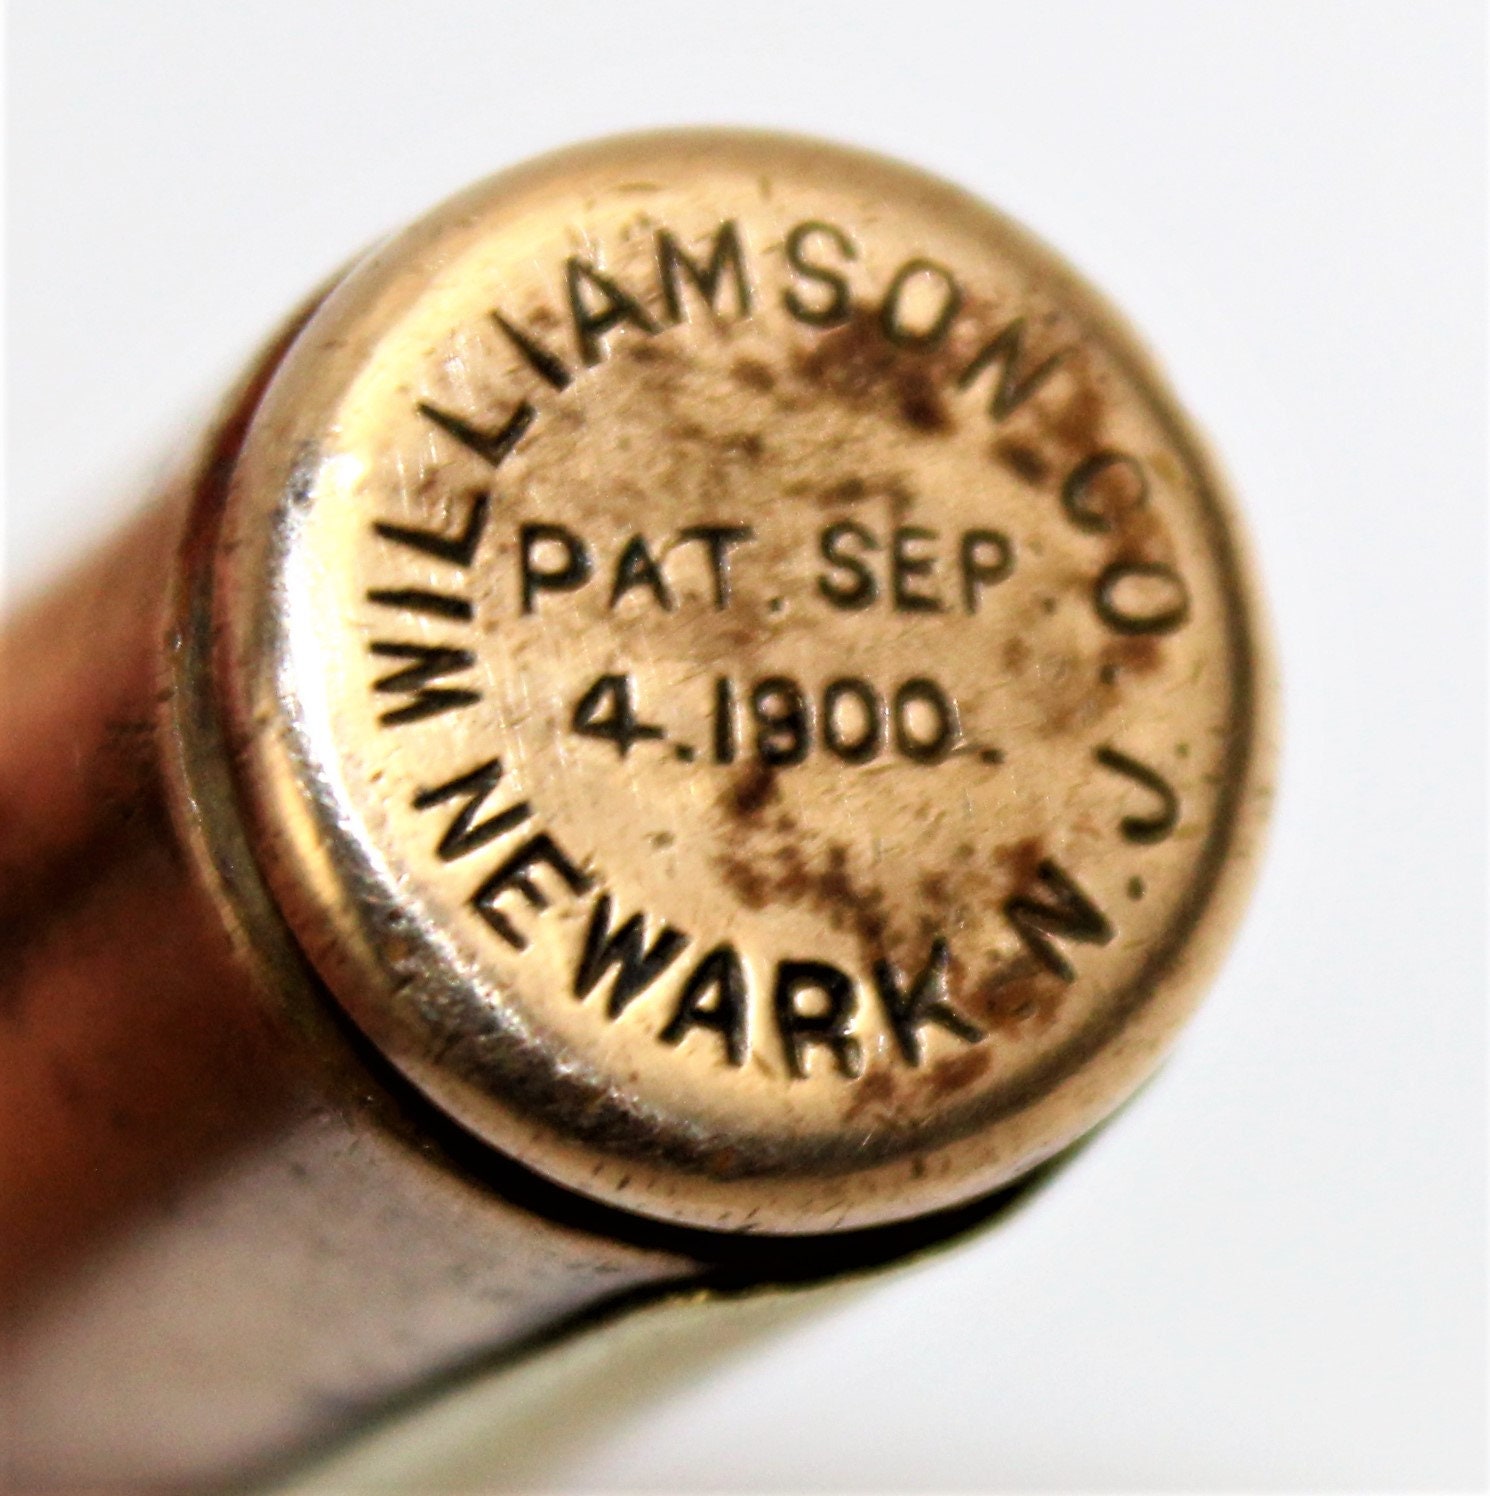 WILLIAMSON CO.
NEWARK N.J.
PAT. SEP
4.1900.